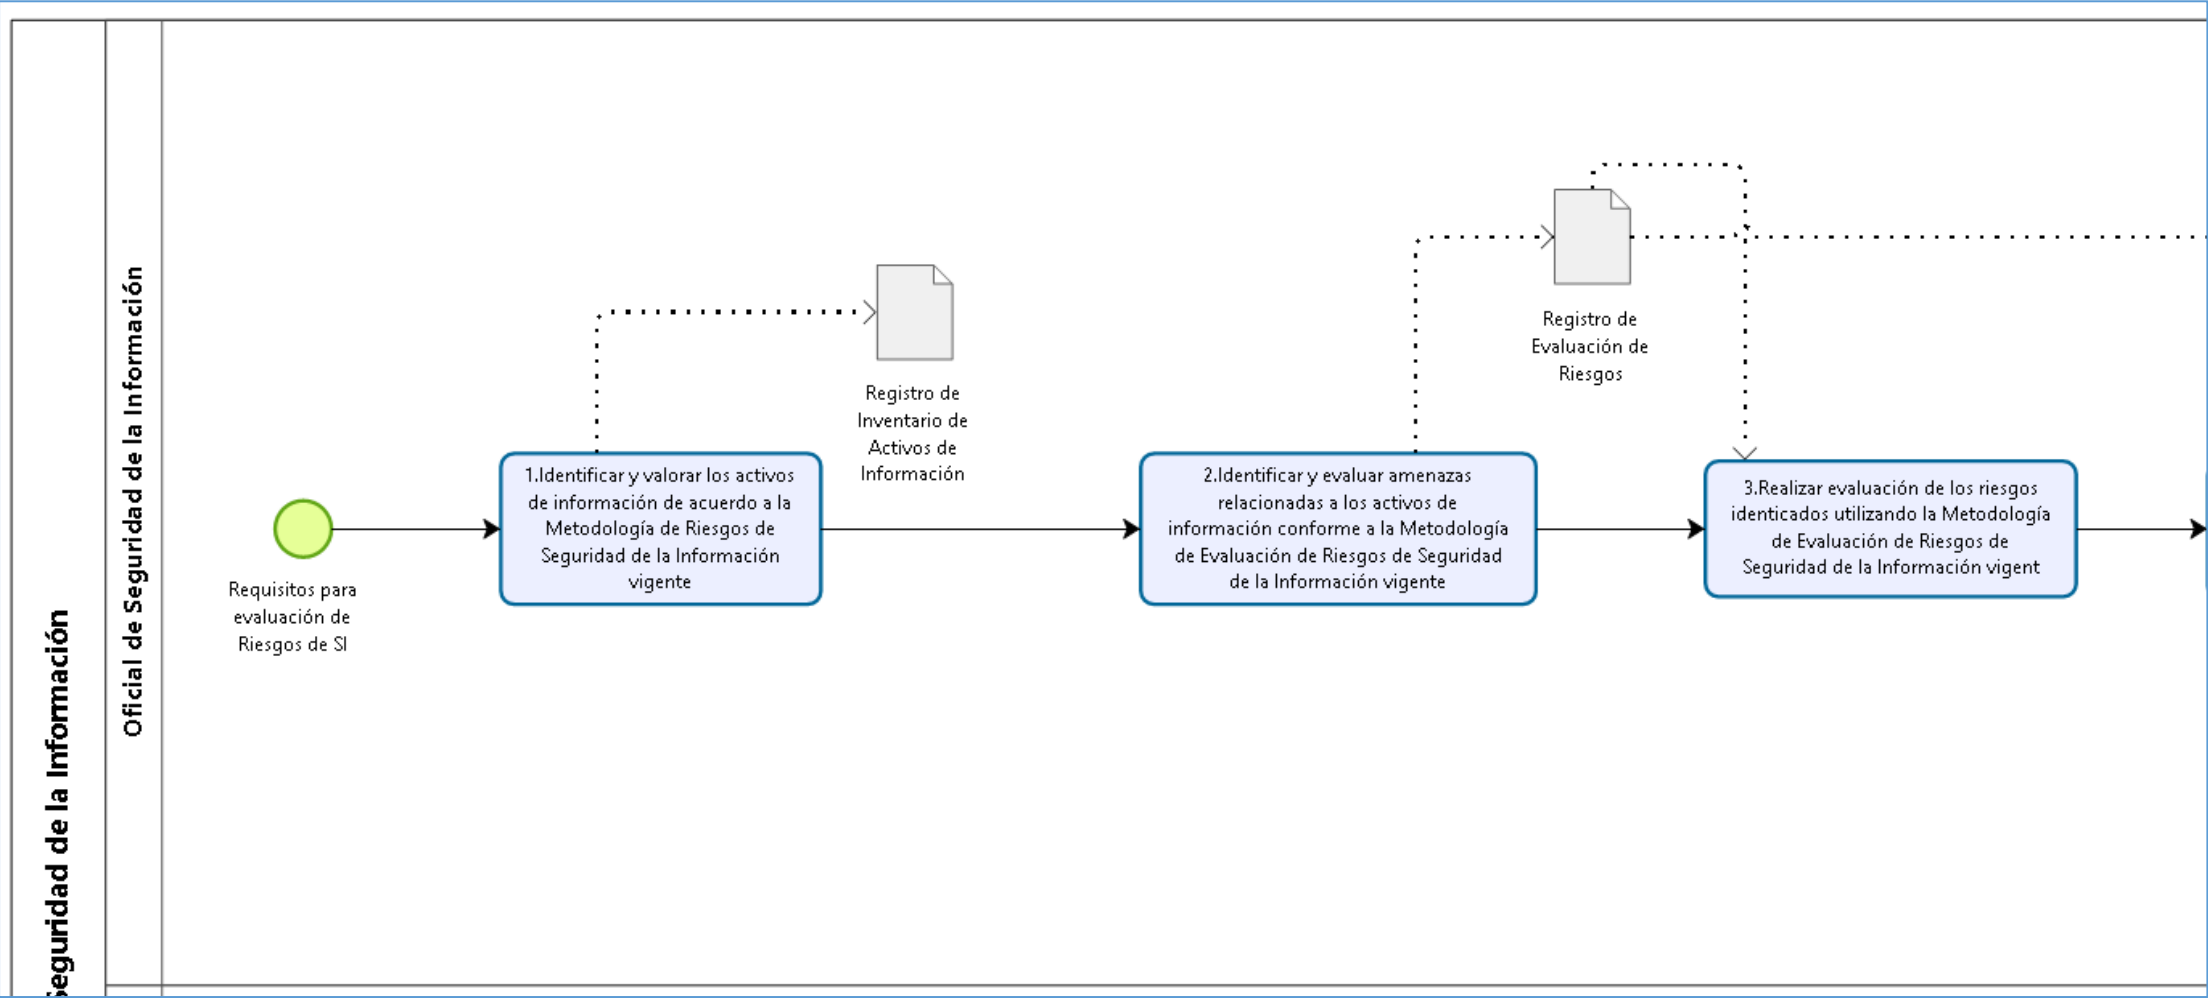 Seguridad de la Información
Oficial de Seguridad de la Información
Requisitos para
evaluación de
Riesgos de SI
1.Identificar y valorar los activos
de información de acuerdo a la
Metodología de Riesgos de
Seguridad de la Información
vigente
Registro de
Inventario de
Activos de
Información
2.Identificar y evaluar amenazas
relacionadas a los activos de
información conforme a la Metodología
de Evaluación de Riesgos de Seguridad
de la Información vigente
Registro de
Evaluación de
Riesgos
3.Realizar evaluación de los riesgos
identicados utilizando la Metodología
de Evaluación de Riesgos de
Seguridad de la Información vigent